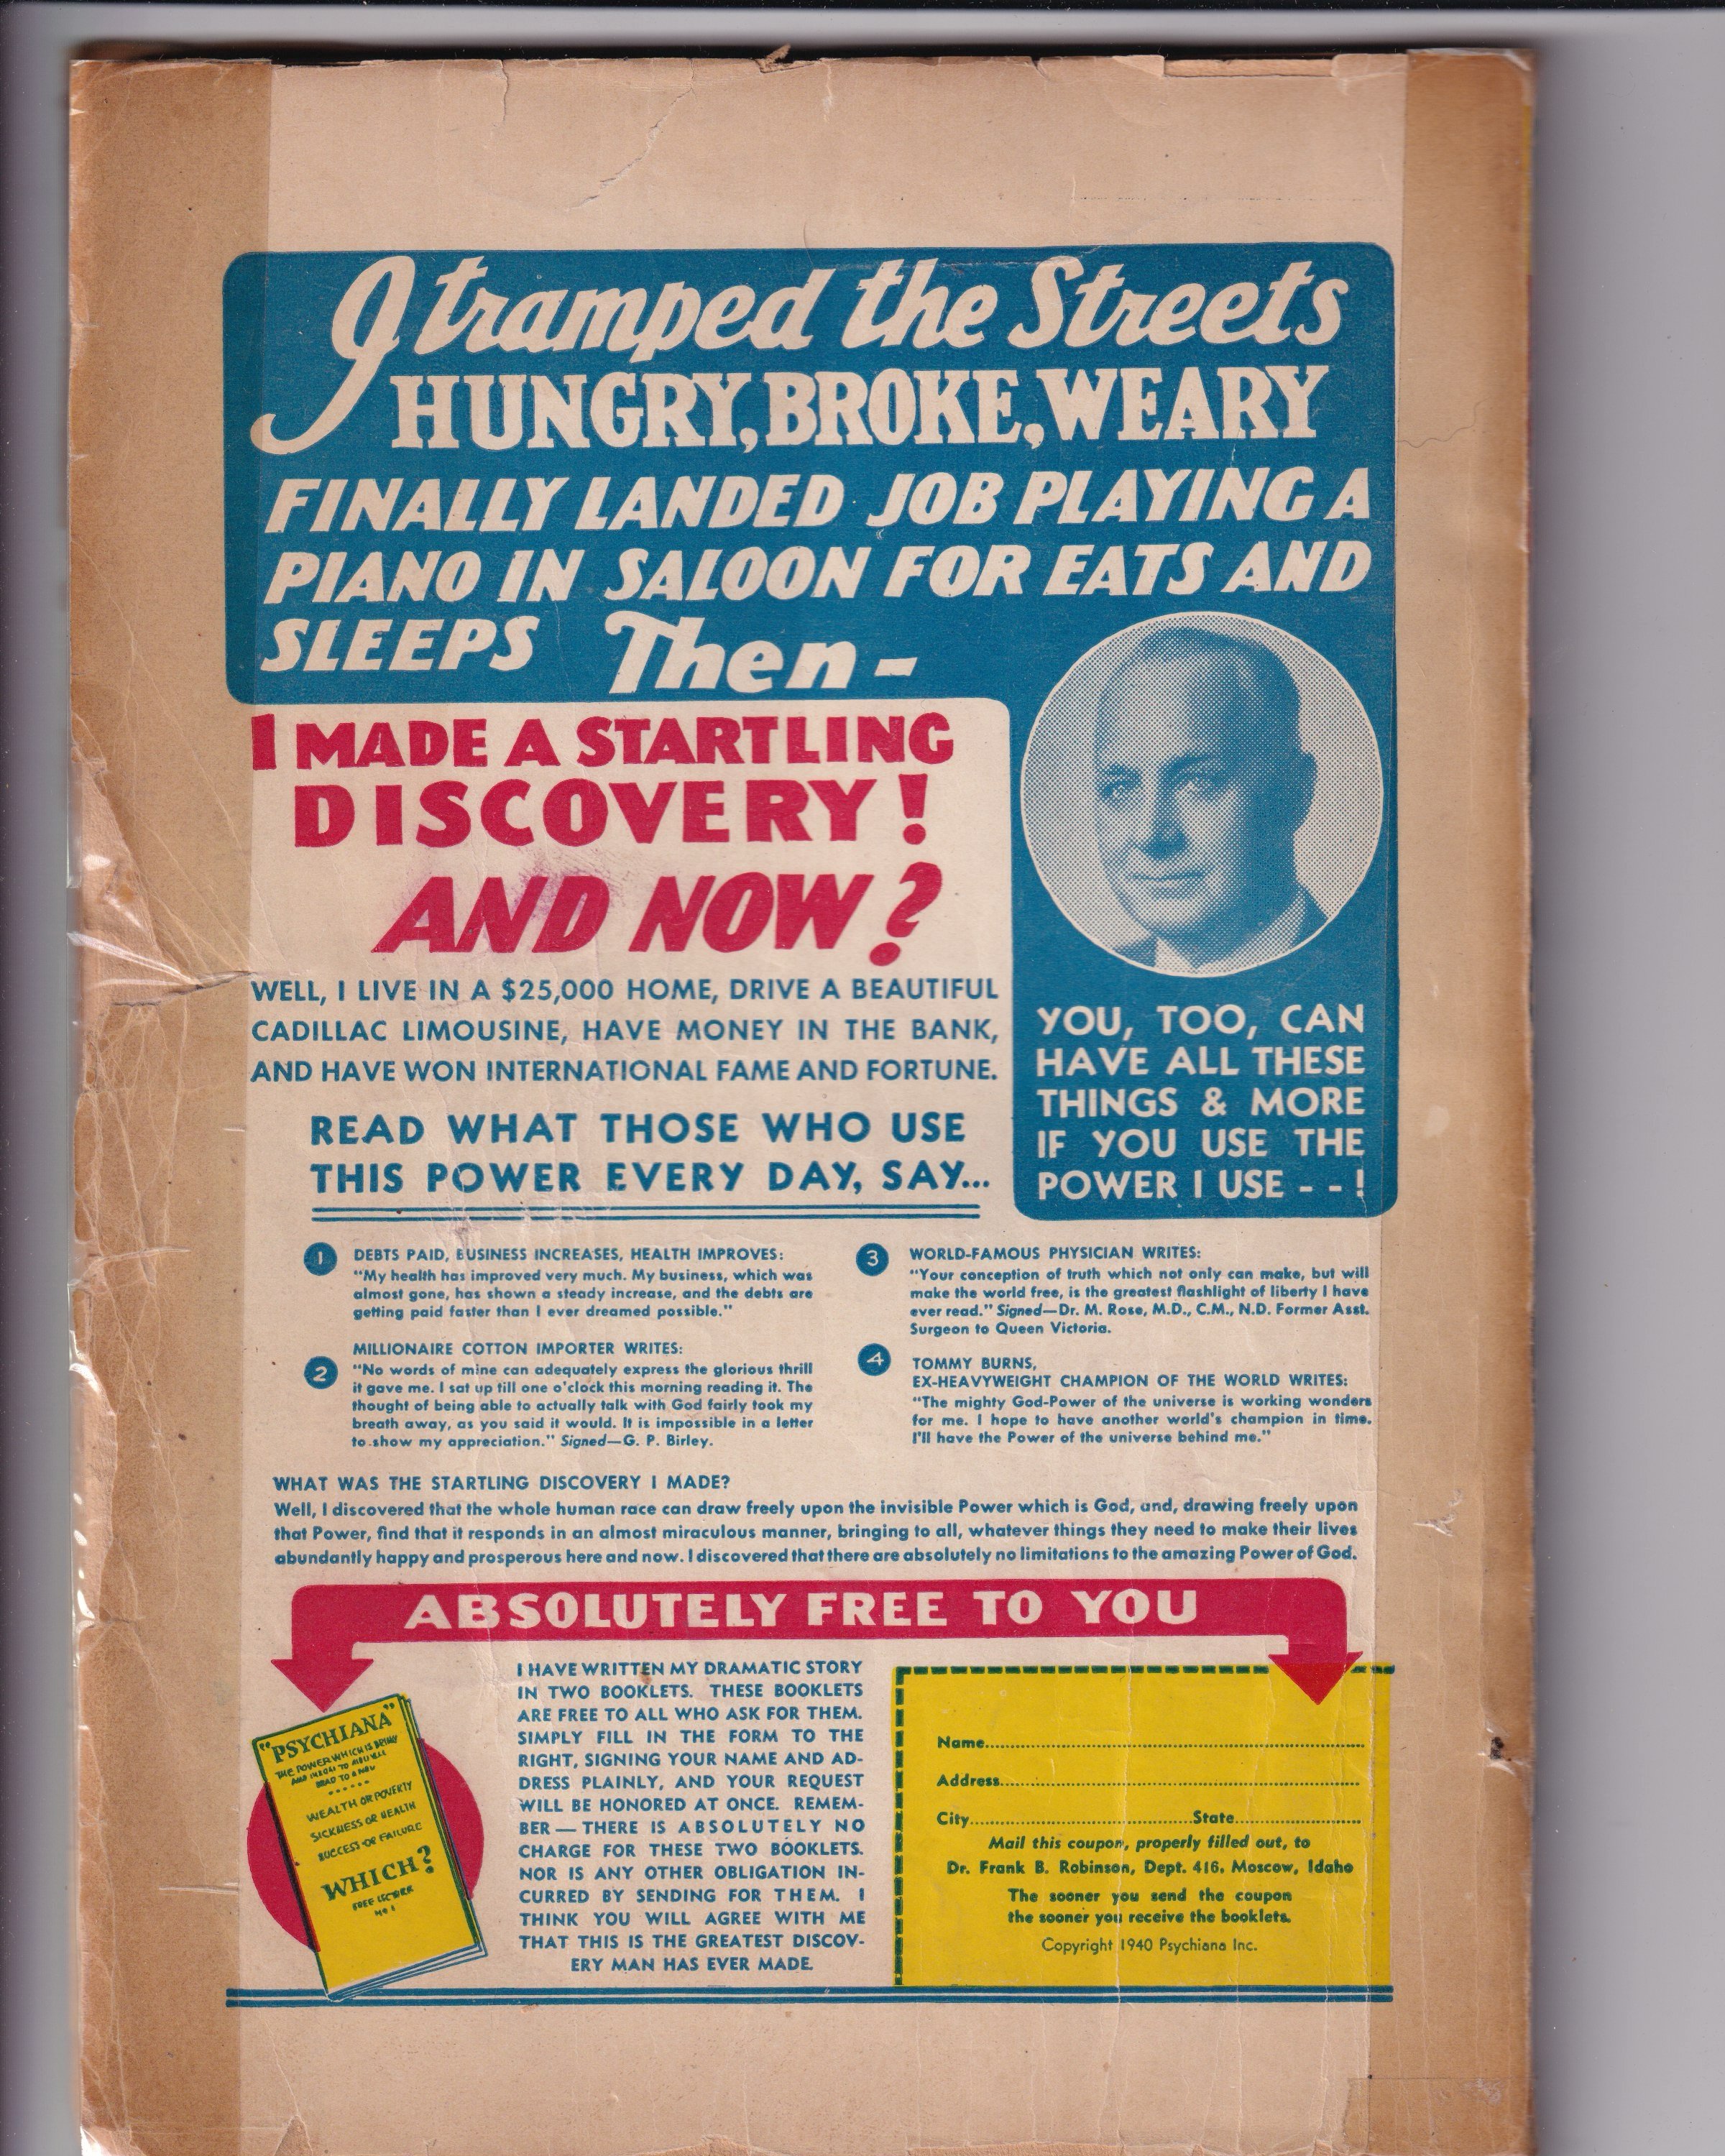 I tramped the Streets
HUNGRY, BROKE, WEARY
FINALLY LANDED JOB PLAYING A
PIANO IN SALOON FOR EATS AND
SLEEPS Then -
I MADE A STARTLING
DISCOVERY!
AND NOW?
WELL, I LIVE IN A $25,000 HOME, DRIVE A BEAUTIFUL
CADILLAC LIMOUSINE, HAVE MONEY IN THE BANK,
AND HAVE WON INTERNATIONAL FAME AND FORTUNE.
READ WHAT THOSE WHO USE
THIS POWER EVERY DAY, SAY...
YOU, TOO, CAN
HAVE ALL THESE
THINGS & MORE
IF YOU USE THE
POWER I USE - - !
1 DEBTS PAID, BUSINESS INCREASES, HEALTH IMPROVES:
"My health has improved very much. My business, which was
almost gone, has shown a steady increase, and the debts are
getting paid faster than I ever dreamed possible."
2 MILLIONAIRE COTTON IMPORTER WRITES:
"No words of mine can adequately express the glorious thrill
it gave me. I sat up till one o'clock this morning reading it. The
thought of being able to actually talk with God fairly took my
breath away, as you said it would. It is impossible in a letter
to show my appreciation." Signed—G. P. Birley.
3 WORLD-FAMOUS PHYSICIAN WRITES:
"Your conception of truth which not only can make, but will
make the world free, is the greatest flashlight of liberty I have
ever read." Signed—Dr. M. Rose, M.D., C.M., N.D. Former Asst.
Surgeon to Queen Victoria.
4 TOMMY BURNS,
EX-HEAVYWEIGHT CHAMPION OF THE WORLD WRITES:
"The mighty God-Power of the universe is working wonders
for me. I hope to have another world's champion in time.
I'll have the Power of the universe behind me."
WHAT WAS THE STARTLING DISCOVERY I MADE?
Well, I discovered that the whole human race can draw freely upon the invisible Power which is God, and, drawing freely upon
that Power, find that it responds in an almost miraculous manner, bringing to all, whatever things they need to make their lives
abundantly happy and prosperous here and now. I discovered that there are absolutely no limitations to the amazing Power of God.
ABSOLUTELY FREE TO YOU
"PSYCHIANA"
THE POWER WHICH IS BRING
WEALTH OR POVERTY
SICKNESS OR HEALTH
SUCCESS OR FAILURE
WHICH?
FREE LECTURE
No 1
I HAVE WRITTEN MY DRAMATIC STORY
IN TWO BOOKLETS. THESE BOOKLETS
ARE FREE TO ALL WHO ASK FOR THEM.
SIMPLY FILL IN THE FORM TO THE
RIGHT, SIGNING YOUR NAME AND AD-
DRESS PLAINLY, AND YOUR REQUEST
WILL BE HONORED AT ONCE. REMEM-
BER — THERE IS ABSOLUTELY NO
CHARGE FOR THESE TWO BOOKLETS.
NOR IS ANY OTHER OBLIGATION IN-
CURRED BY SENDING FOR THEM. I
THINK YOU WILL AGREE WITH ME
THAT THIS IS THE GREATEST DISCOV-
ERY MAN HAS EVER MADE.
Name
Address
City State
Mail this coupon, properly filled out, to
Dr. Frank B. Robinson, Dept. 416, Moscow, Idaho
The sooner you send the coupon
the sooner you receive the booklets.
Copyright 1940 Psychiana Inc.